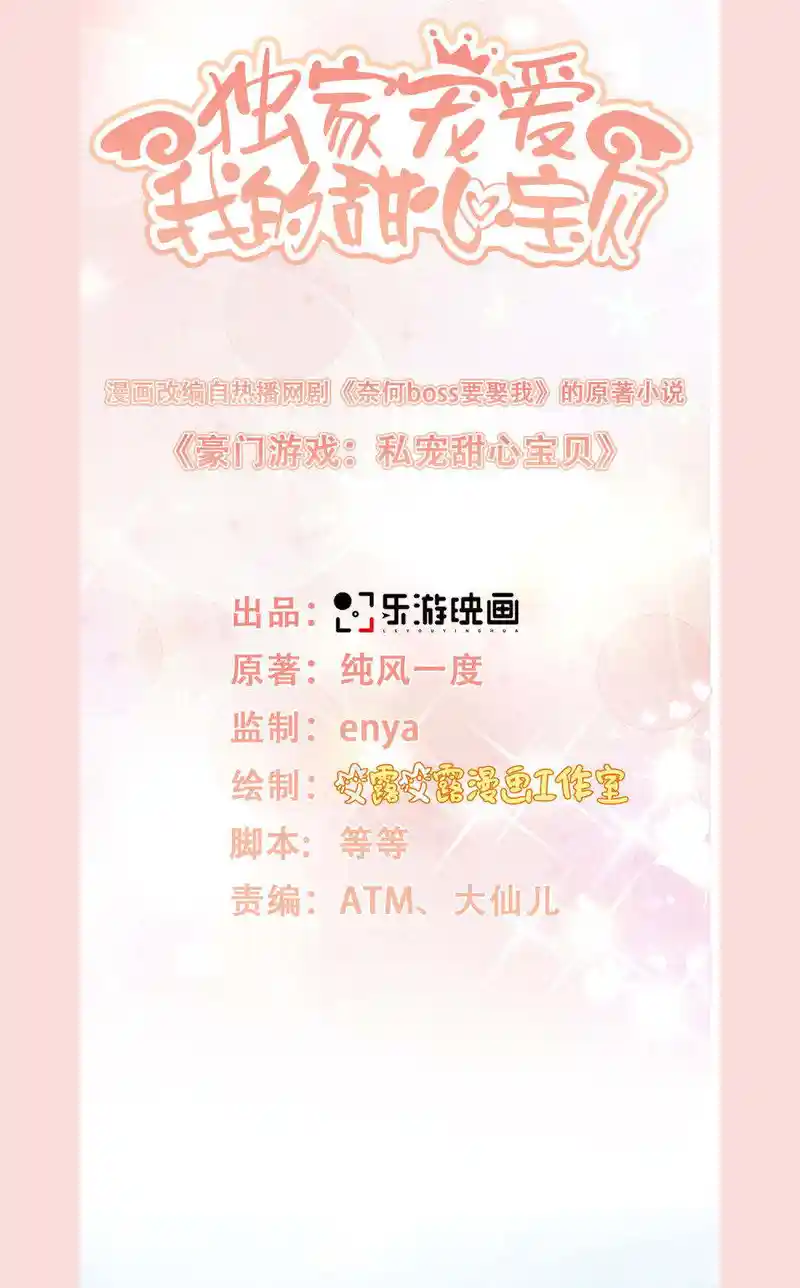 独家宠爱
我的甜心宝贝
漫画改编自热播网剧《奈何boss要娶我》的原著小说
《豪门游戏：私宠甜心宝贝》
出品：乐游映画
LEYOUYINGHUA
原著：纯风一度
监制：enya
绘制：艾露艾露漫画工作室
脚本：等等
责编：ATM、大仙儿